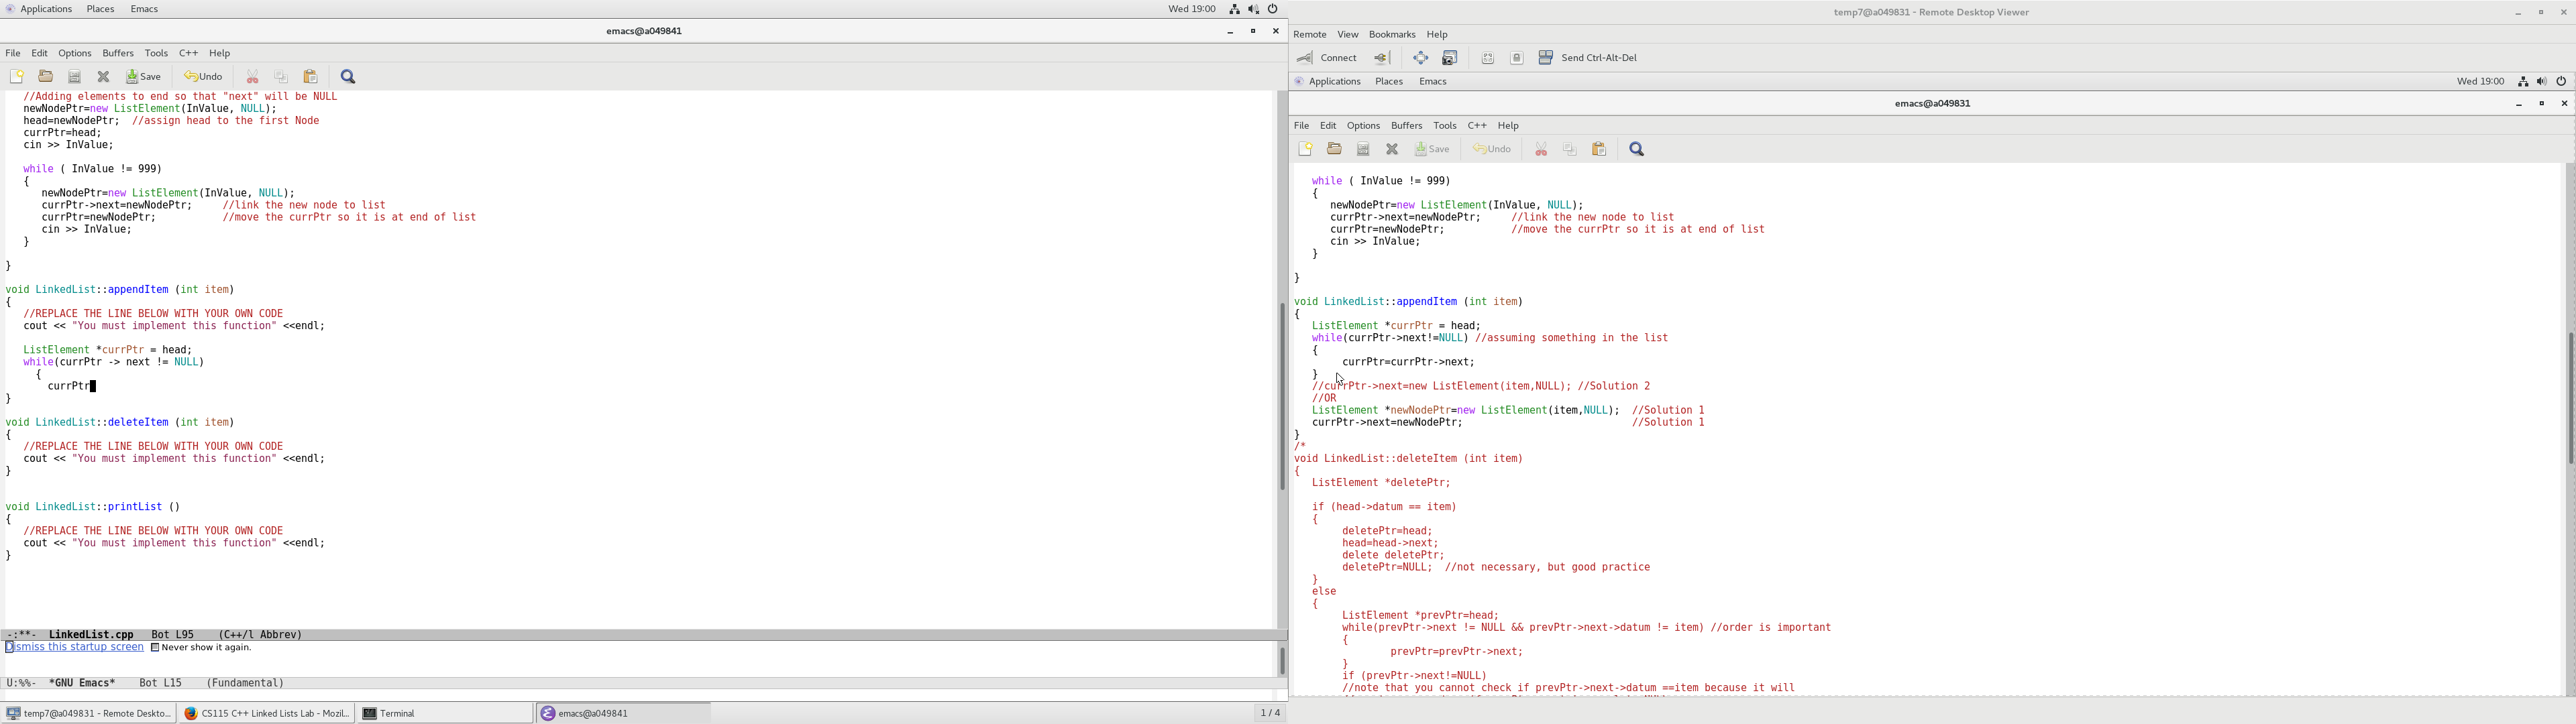 Applications Places Emacs Wed 19:00
emacs@a049841
File Edit Options Buffers Tools C++ Help
Save Undo
//Adding elements to end so that "next" will be NULL
newNodePtr=new ListElement(InValue, NULL);
head=newNodePtr;  //assign head to the first Node
currPtr=head;
cin >> InValue;
while ( InValue != 999)
{
newNodePtr=new ListElement(InValue, NULL);
currPtr->next=newNodePtr;     //link the new node to list
currPtr=newNodePtr;           //move the currPtr so it is at end of list
cin >> InValue;
}
}
void LinkedList::appendItem (int item)
{
//REPLACE THE LINE BELOW WITH YOUR OWN CODE
cout << "You must implement this function" <<endl;
ListElement *currPtr = head;
while(currPtr -> next != NULL)
{
currPtr
}
void LinkedList::deleteItem (int item)
{
//REPLACE THE LINE BELOW WITH YOUR OWN CODE
cout << "You must implement this function" <<endl;
}
void LinkedList::printList ()
{
//REPLACE THE LINE BELOW WITH YOUR OWN CODE
cout << "You must implement this function" <<endl;
}
-:**-  LinkedList.cpp   Bot L95    (C++/l Abbrev)
Dismiss this startup screen Never show it again.
U:%%-  *GNU Emacs*    Bot L15    (Fundamental)
temp7@a049831 - Remote Deskto... CS115 C++ Linked Lists Lab - Mozil... Terminal emacs@a049841 1 / 4
temp7@a049831 - Remote Desktop Viewer
Remote View Bookmarks Help
Connect Send Ctrl-Alt-Del
Applications Places Emacs Wed 19:00
emacs@a049831
File Edit Options Buffers Tools C++ Help
Save Undo
while ( InValue != 999)
{
newNodePtr=new ListElement(InValue, NULL);
currPtr->next=newNodePtr;     //link the new node to list
currPtr=newNodePtr;           //move the currPtr so it is at end of list
cin >> InValue;
}
}
void LinkedList::appendItem (int item)
{
ListElement *currPtr = head;
while(currPtr->next!=NULL) //assuming something in the list
{
currPtr=currPtr->next;
}
//currPtr->next=new ListElement(item,NULL); //Solution 2
//OR
ListElement *newNodePtr=new ListElement(item,NULL);  //Solution 1
currPtr->next=newNodePtr;                            //Solution 1
}
/*
void LinkedList::deleteItem (int item)
{
ListElement *deletePtr;
if (head->datum == item)
{
deletePtr=head;
head=head->next;
delete deletePtr;
deletePtr=NULL;  //not necessary, but good practice
}
else
{
ListElement *prevPtr=head;
while(prevPtr->next != NULL && prevPtr->next->datum != item) //order is important
{
prevPtr=prevPtr->next;
}
if (prevPtr->next!=NULL)
//note that you cannot check if prevPtr->next->datum ==item because it will